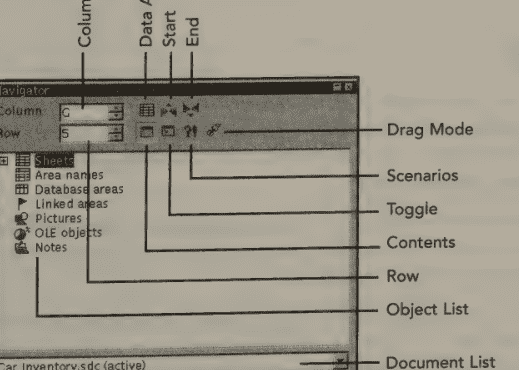 Colum
Data A
Start
End
avigator
Column G
Row 5
Drag Mode
Sheets
Scenarios
Area names
Database areas
Toggle
Linked areas
Pictures
OLE objects
Contents
Notes
Row
Object List
Car Inventory.sdc (active)
Document List